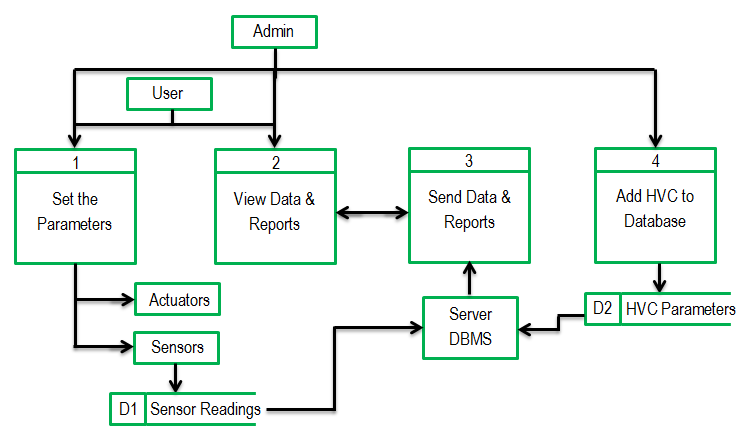 Admin
User
1
Set the
Parameters
2
View Data &
Reports
3
Send Data &
Reports
4
Add HVC to
Database
Actuators
Sensors
D1 Sensor Readings
Server
DBMS
D2 HVC Parameters